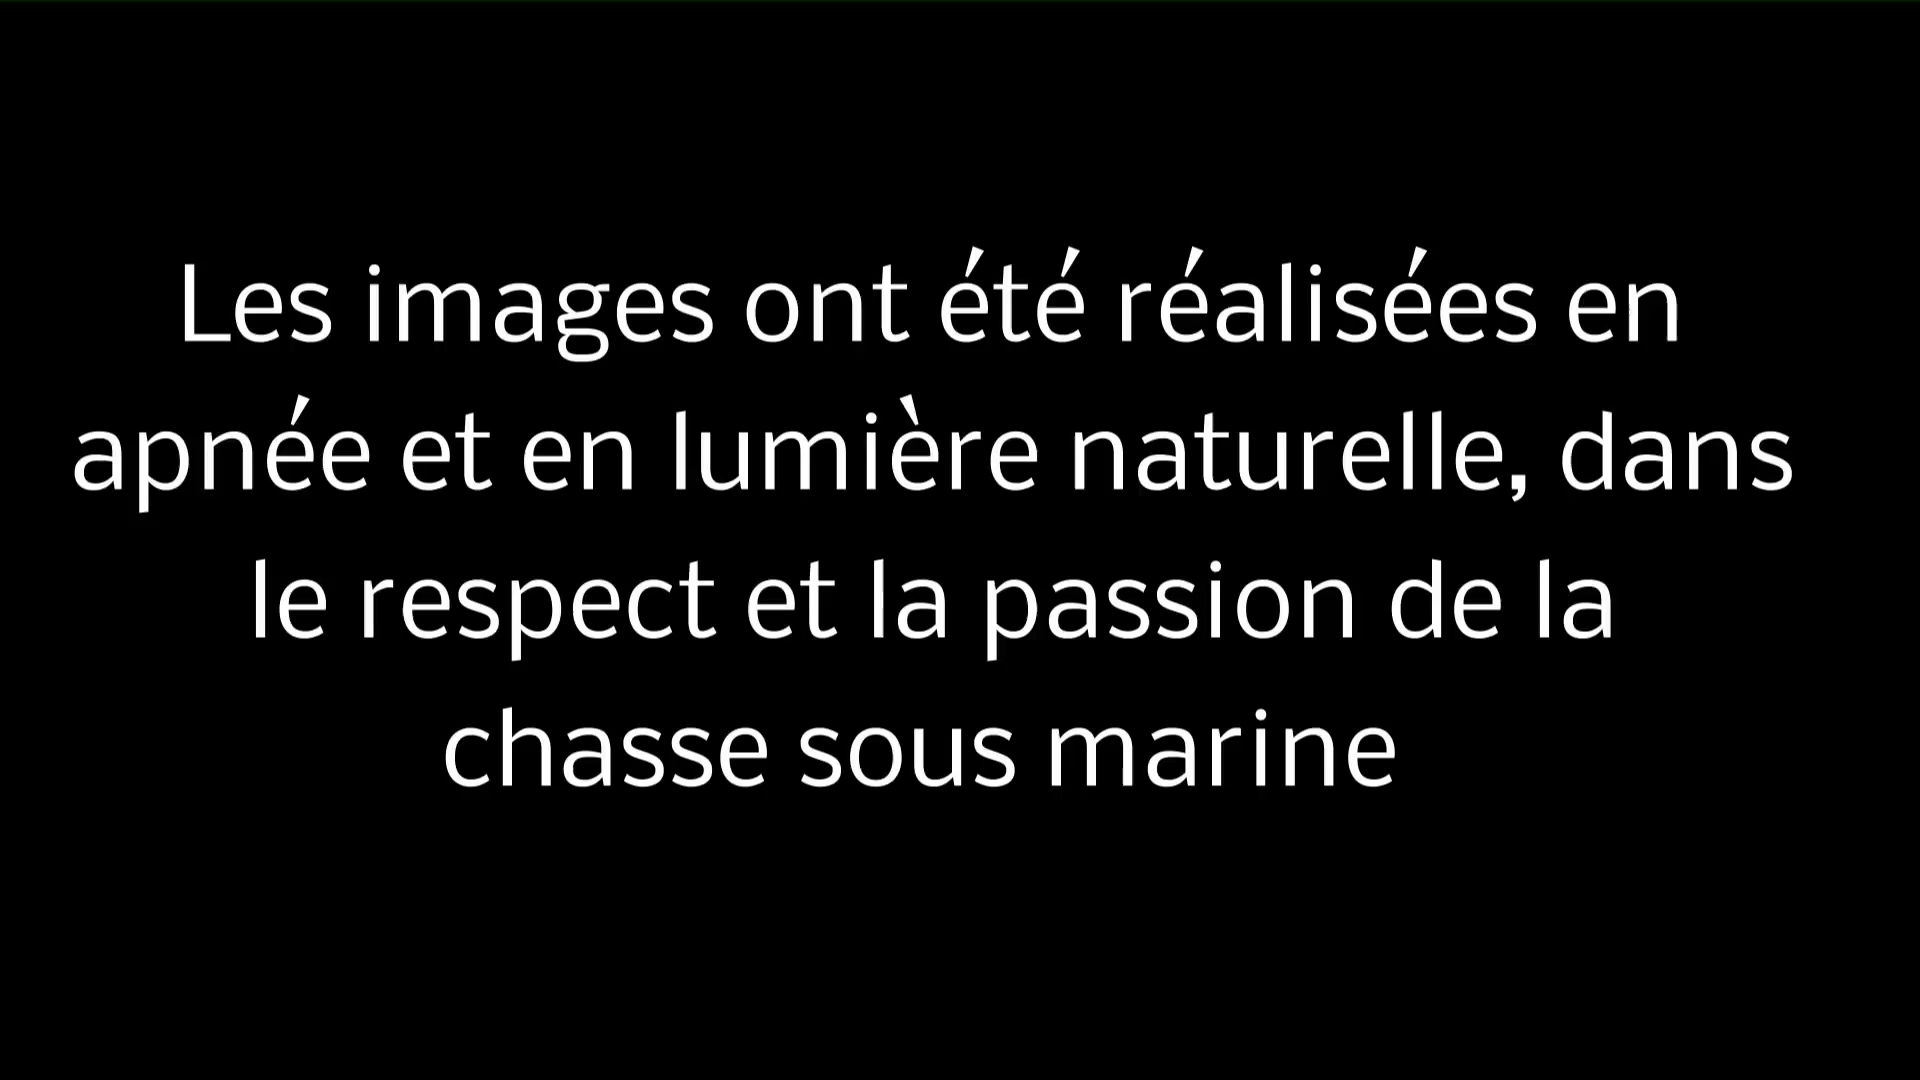 Les images ont été réalisées en
apnée et en lumière naturelle, dans
le respect et la passion de la
chasse sous marine